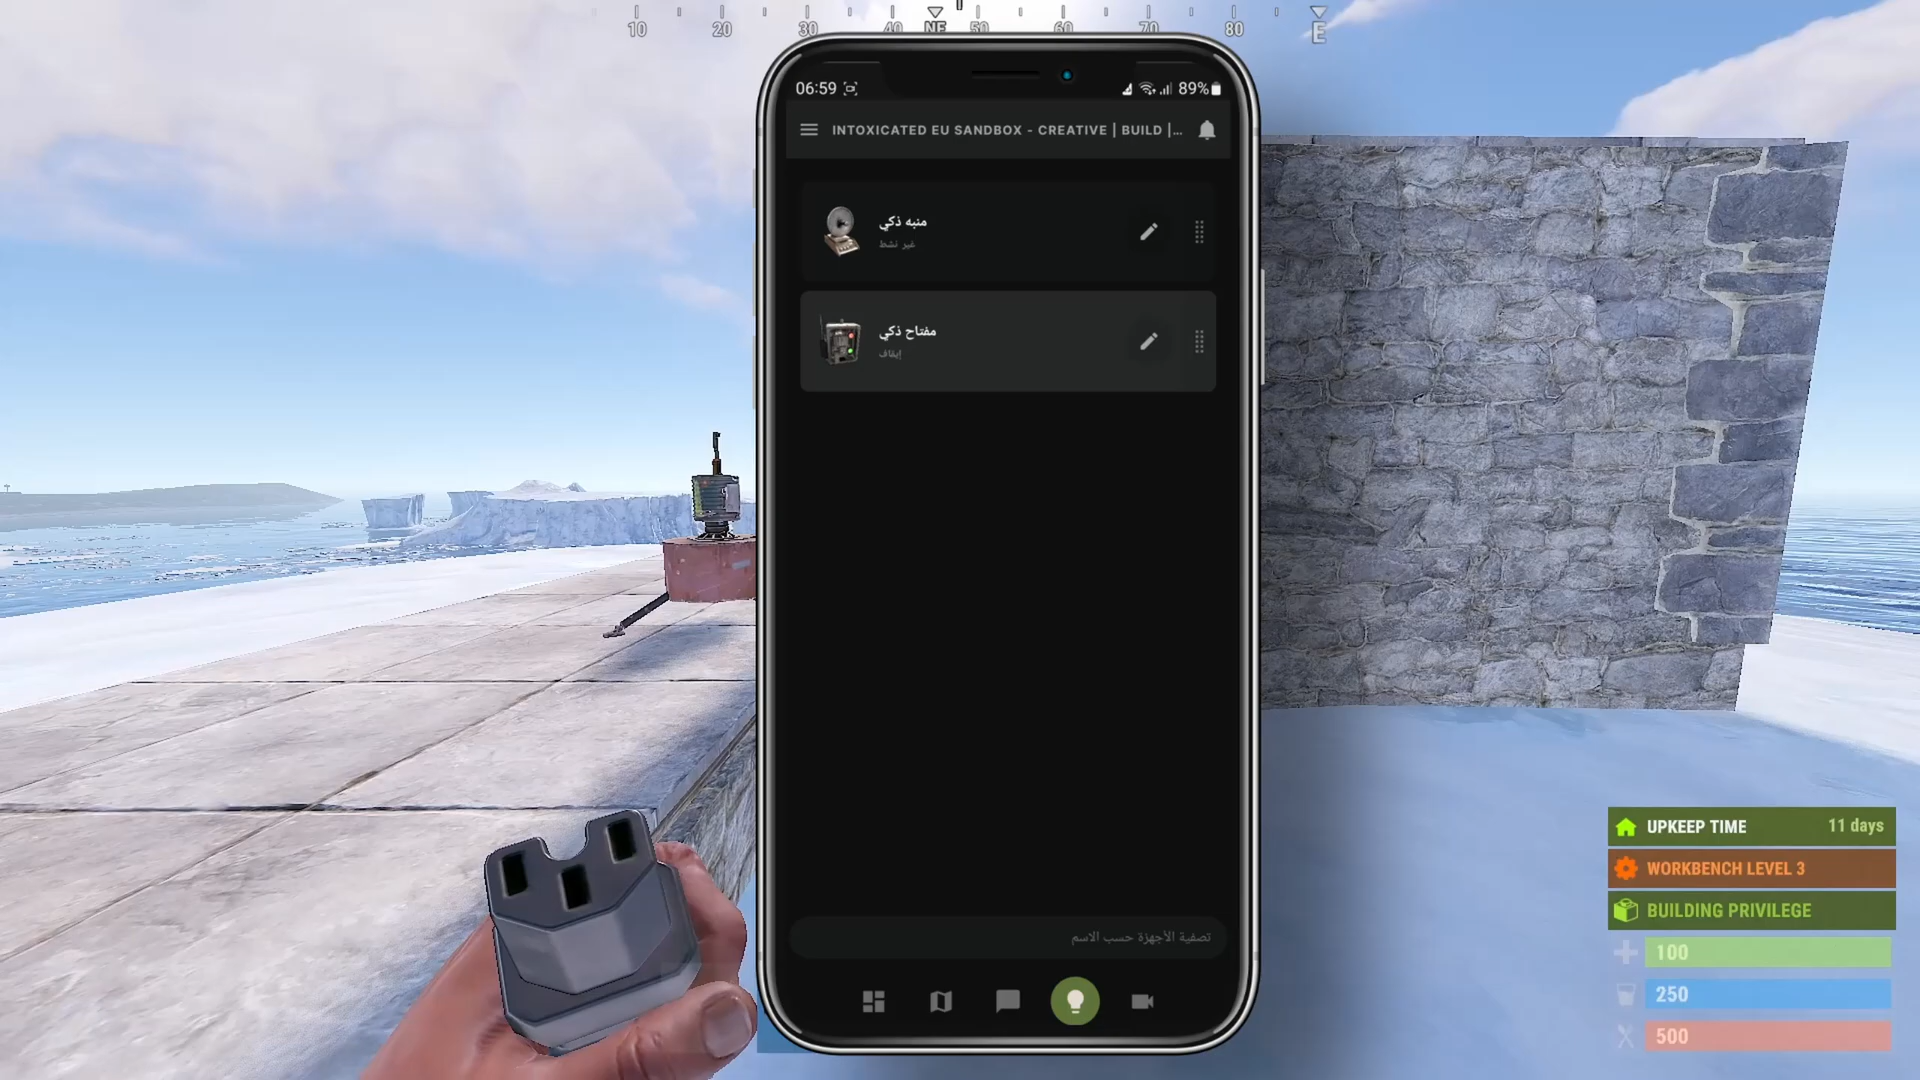 10 20 30 40 NE 50 60 70 80 E
06:59
89%
INTOXICATED EU SANDBOX - CREATIVE | BUILD |...
منبه ذكي
غير نشط
مفتاح ذكي
إيقاف
تصفية الأجهزة حسب الاسم
UPKEEP TIME 11 days
WORKBENCH LEVEL 3
BUILDING PRIVILEGE
100
250
500